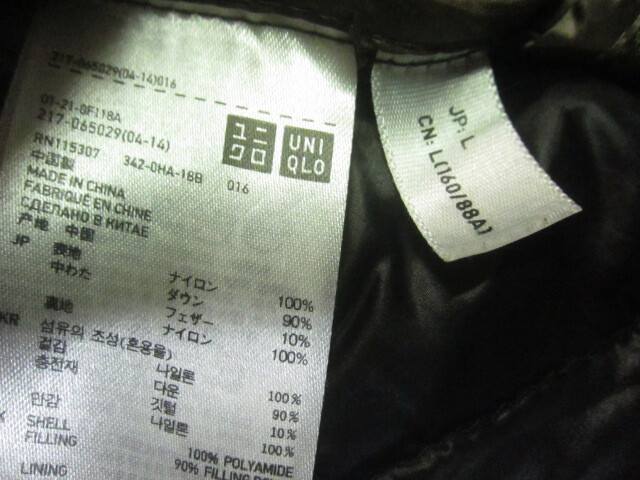 217-065029(04-14)016
01-21-0F118A
217-065029(04-14)
RN115307 342-0HA-18B Q16
中国製
MADE IN CHINA
FABRIQUÉ EN CHINE
СДЕЛАНО В КИТАЕ
产地 中国
ユニ
クロ
UNI
QLO
JP 表地 ナイロン 100%
中わた ダウン 90%
フェザー 10%
裏地 ナイロン 100%
KR 섬유의 조성(혼용율)
겉감 나일론 100%
충전재 다운 90%
깃털 10%
안감 나일론 100%
SHELL 100% POLYAMIDE
FILLING 90% FILLING
LINING
JP: L
CN: L(160/88A)